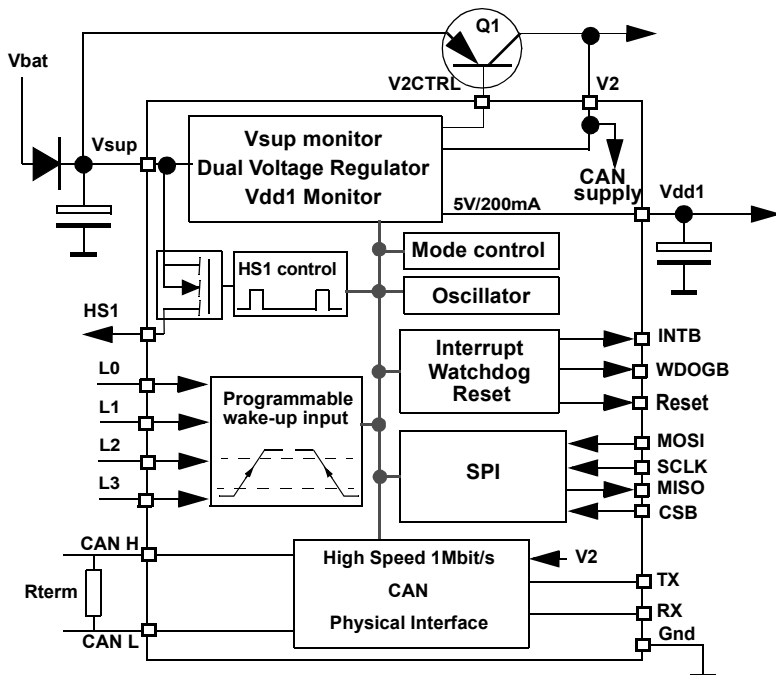 Q1
Vbat
V2CTRL
V2
Vsup
Vsup monitor
Dual Voltage Regulator
Vdd1 Monitor
CAN
supply
5V/200mA
Vdd1
HS1 control
Mode control
Oscillator
HS1
INTB
Interrupt
Watchdog
Reset
WDOGB
Reset
L0
L1
L2
L3
Programmable
wake-up input
SPI
MOSI
SCLK
MISO
CSB
CAN H
Rterm
CAN L
High Speed 1Mbit/s
CAN
Physical Interface
V2
TX
RX
Gnd